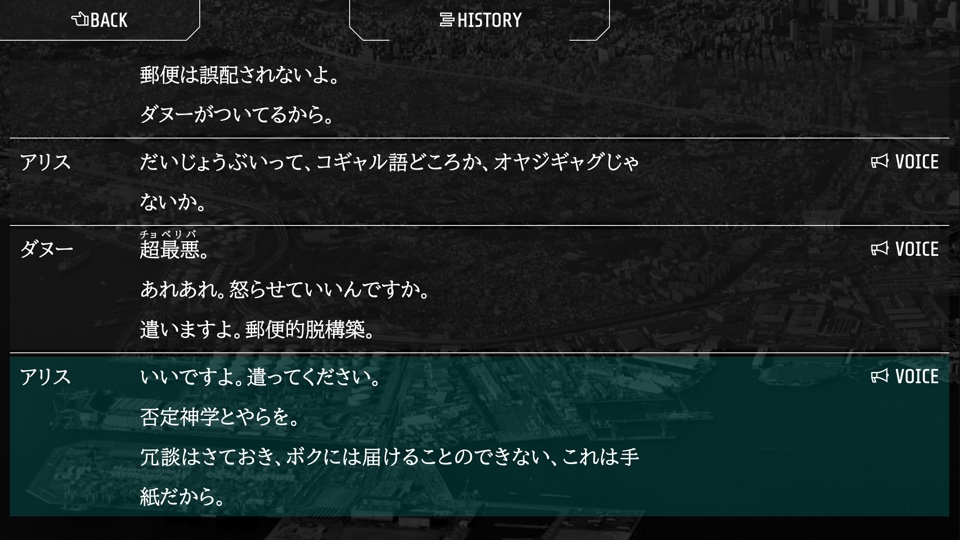 BACK
HISTORY
郵便は誤配されないよ。
ダヌーがついてるから。
アリス
だいじょうぶいって、コギャル語どころか、オヤジギャグじゃ
ないか。
VOICE
ダヌー
チョベリバ
超最悪。
あれあれ。怒らせていいんですか。
遣いますよ。郵便的脱構築。
VOICE
アリス
いいですよ。遣ってください。
否定神学とやらを。
冗談はさておき、ボクには届けることのできない、これは手
紙だから。
VOICE